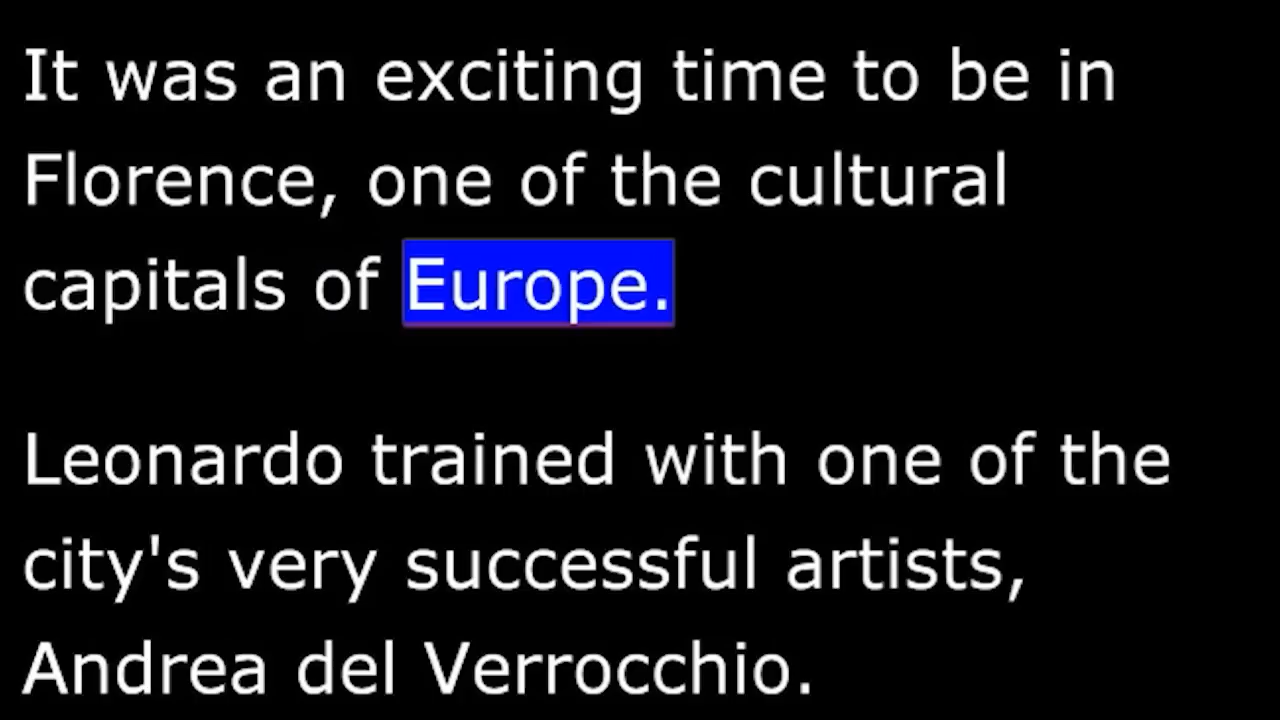 It was an exciting time to be in
Florence, one of the cultural
capitals of Europe.
Leonardo trained with one of the
city's very successful artists,
Andrea del Verrocchio.